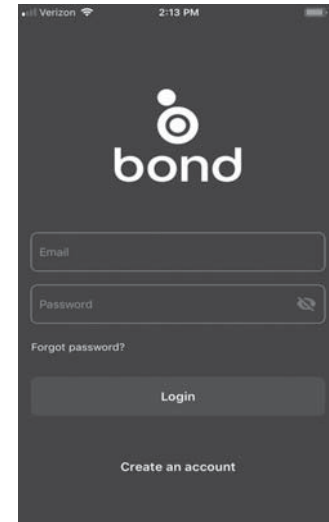 Verizon 2:13 PM
bond
Email
Password
Forgot password?
Login
Create an account